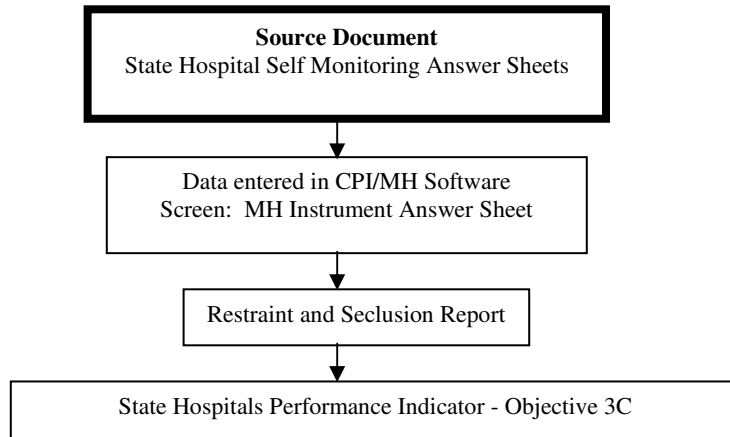 Source Document
State Hospital Self Monitoring Answer Sheets
Data entered in CPI/MH Software
Screen:  MH Instrument Answer Sheet
Restraint and Seclusion Report
State Hospitals Performance Indicator - Objective 3C